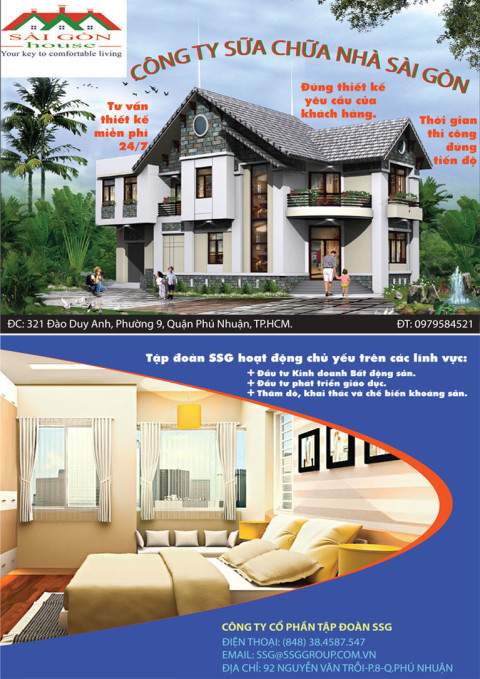 SÀI GÒN
house
Your key to comfortable living
CÔNG TY SỮA CHỮA NHÀ SÀI GÒN
Tư vấn
thiết kế
miễn phí
24/7
Đúng thiết kế
yêu cầu của
khách hàng.
Thời gian
thi công
đúng
tiến độ
ĐC: 321 Đào Duy Anh, Phường 9, Quận Phú Nhuận, TP.HCM.
ĐT: 0979584521
Tập đoàn SSG hoạt động chủ yếu trên các lĩnh vực:
+ Đầu tư Kinh doanh Bất động sản.
+ Đầu tư phát triển giáo dục.
+ Thăm dò, khai thác và chế biến khoáng sản.
CÔNG TY CỔ PHẦN TẬP ĐOÀN SSG
ĐIỆN THOẠI: (848) 38.4587.547
EMAIL: SSG@SSGGROUP.COM.VN
ĐỊA CHỈ: 92 NGUYỄN VĂN TRỖI-P.8-Q.PHÚ NHUẬN